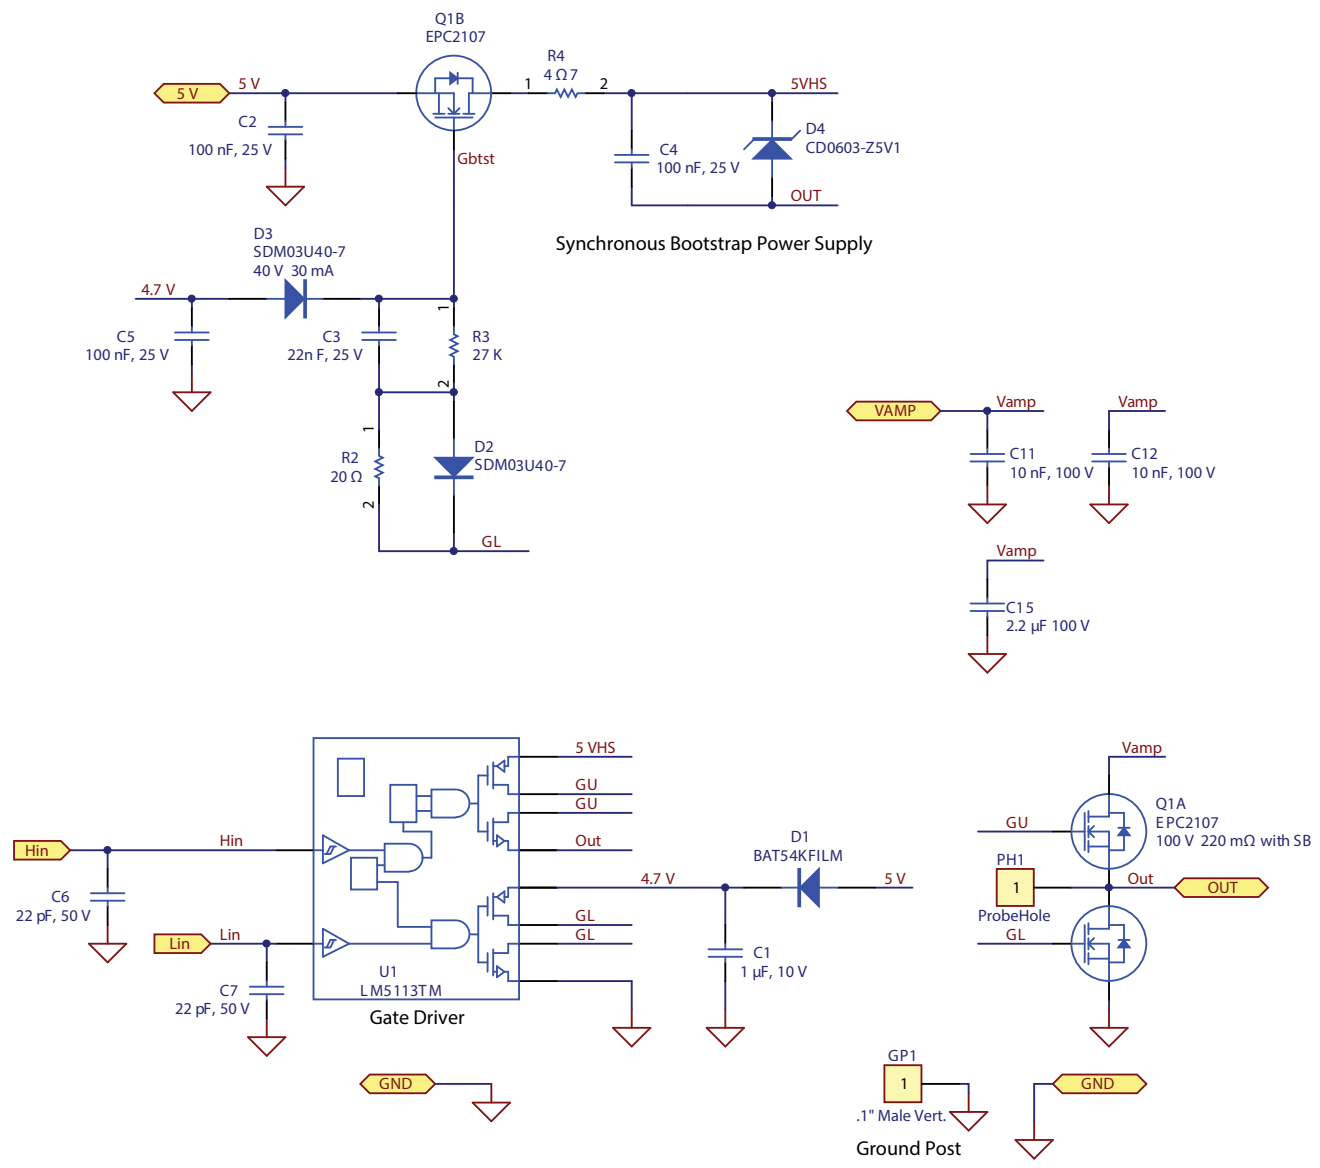 Q1B
EPC2107
R4
4 Ω 7
5 V
5 V
1
2
5VHS
C2
100 nF, 25 V
Gbtst
C4
100 nF, 25 V
D4
CD0603-Z5V1
OUT
Synchronous Bootstrap Power Supply
D3
SDM03U40-7
40 V 30 mA
4.7 V
1
C5
100 nF, 25 V
C3
22n F, 25 V
R3
27 K
2
1
R2
20 Ω
2
D2
SDM03U40-7
GL
VAMP
Vamp
Vamp
C11
10 nF, 100 V
C12
10 nF, 100 V
Vamp
C15
2.2 µF 100 V
5 VHS
GU
GU
Out
Hin
Hin
C6
22 pF, 50 V
4.7 V
D1
BAT54KFILM
5 V
GL
GL
Lin
Lin
C7
22 pF, 50 V
U1
LM5113TM
Gate Driver
C1
1 µF, 10 V
Vamp
Q1A
EPC2107
100 V 220 mΩ with SB
GU
PH1
1
ProbeHole
Out
OUT
GL
GND
GP1
1
.1" Male Vert.
Ground Post
GND